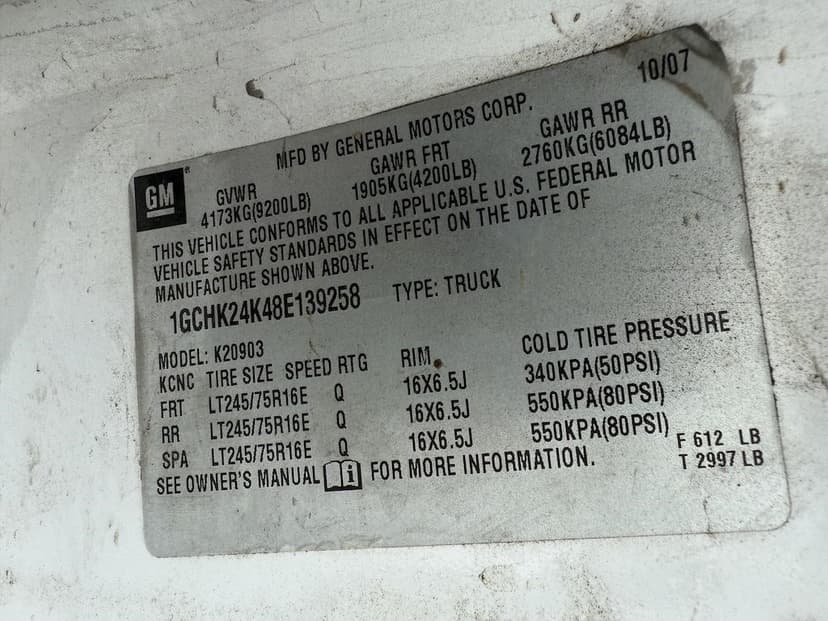 10/07
MFD BY GENERAL MOTORS CORP.
GM
GVWR GAWR FRT GAWR RR
4173KG(9200LB) 1905KG(4200LB) 2760KG(6084LB)
THIS VEHICLE CONFORMS TO ALL APPLICABLE U.S. FEDERAL MOTOR
VEHICLE SAFETY STANDARDS IN EFFECT ON THE DATE OF
MANUFACTURE SHOWN ABOVE.
1GCHK24K48E139258 TYPE: TRUCK
MODEL: K20903
KCNC TIRE SIZE SPEED RTG RIM COLD TIRE PRESSURE
FRT LT245/75R16E Q 16X6.5J 340KPA(50PSI)
RR LT245/75R16E Q 16X6.5J 550KPA(80PSI)
SPA LT245/75R16E Q 16X6.5J 550KPA(80PSI)
SEE OWNER'S MANUAL i FOR MORE INFORMATION.
F 612 LB
T 2997 LB